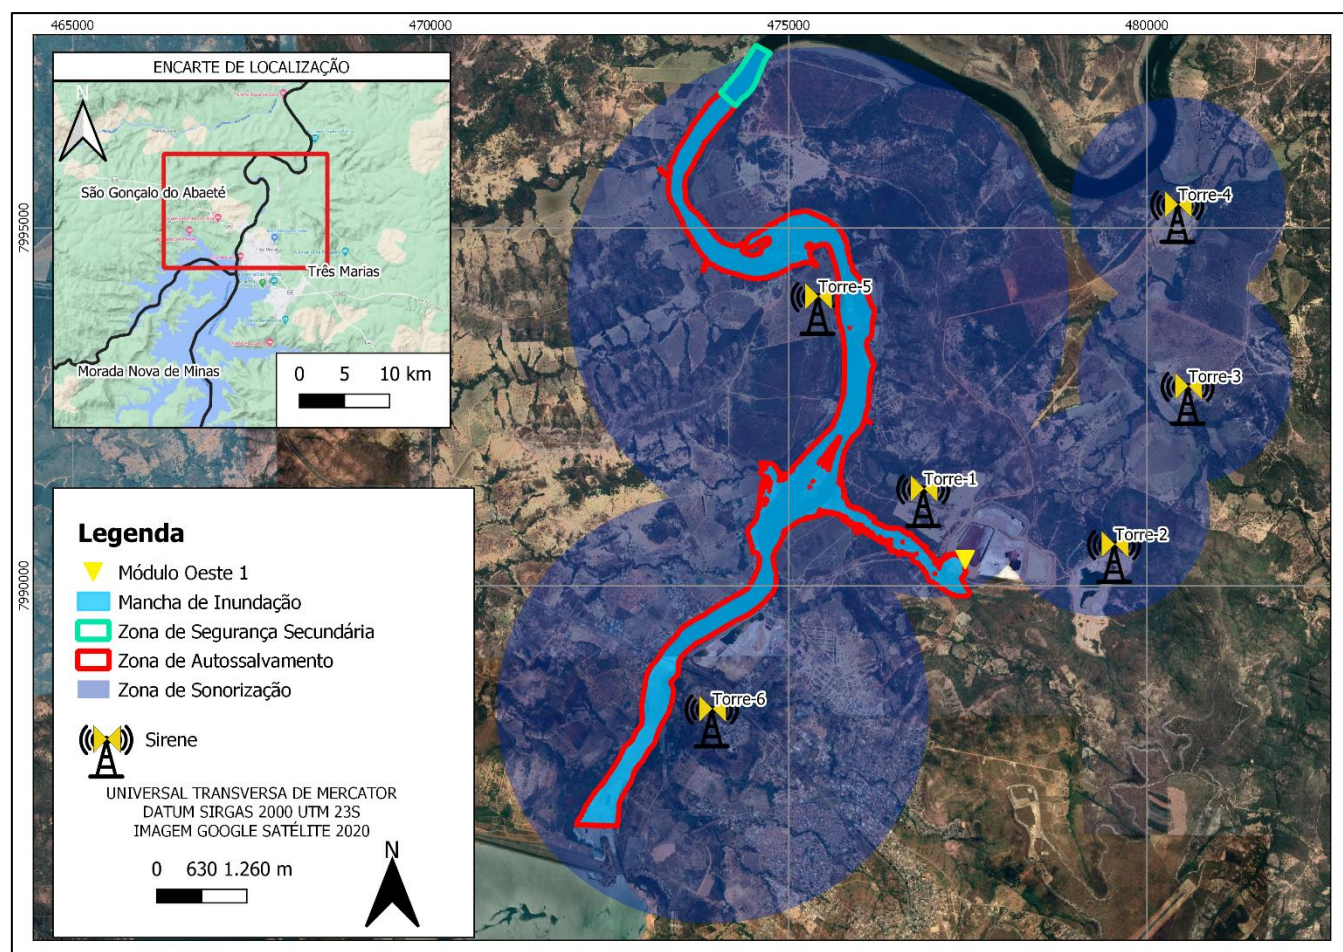 465000
470000
475000
480000
7995000
7990000
ENCARTE DE LOCALIZAÇÃO
N
São Gonçalo do Abaeté
Três Marias
Morada Nova de Minas
0 5 10 km
Torre-4
Torre-5
Torre-3
Torre-1
Torre-2
Torre-6
Legenda
Módulo Oeste 1
Mancha de Inundação
Zona de Segurança Secundária
Zona de Autossalvamento
Zona de Sonorização
Sirene
UNIVERSAL TRANSVERSA DE MERCATOR
DATUM SIRGAS 2000 UTM 23S
IMAGEM GOOGLE SATÉLITE 2020
0 630 1.260 m
N